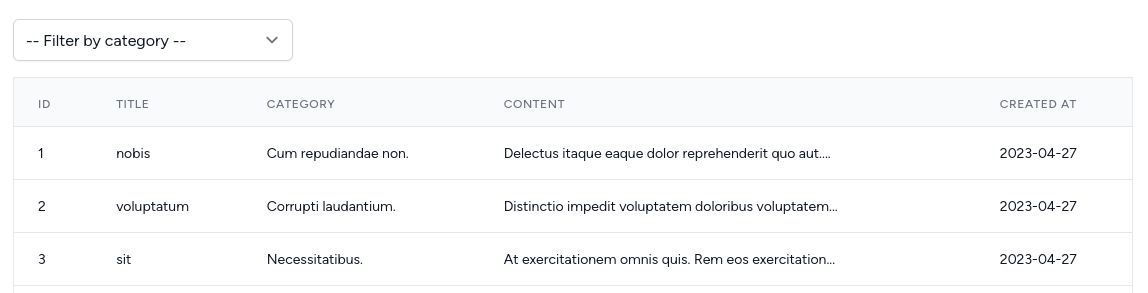 -- Filter by category --
ID TITLE CATEGORY CONTENT CREATED AT
1 nobis Cum repudiandae non. Delectus itaque eaque dolor reprehenderit quo aut.... 2023-04-27
2 voluptatum Corrupti laudantium. Distinctio impedit voluptatem doloribus voluptatem... 2023-04-27
3 sit Necessitatibus. At exercitationem omnis quis. Rem eos exercitation... 2023-04-27